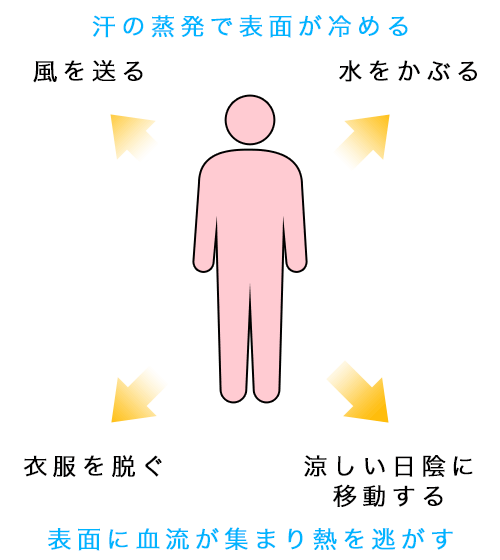 汗の蒸発で表面が冷める
風を送る
水をかぶる
衣服を脱ぐ
涼しい日陰に
移動する
表面に血流が集まり熱を逃がす